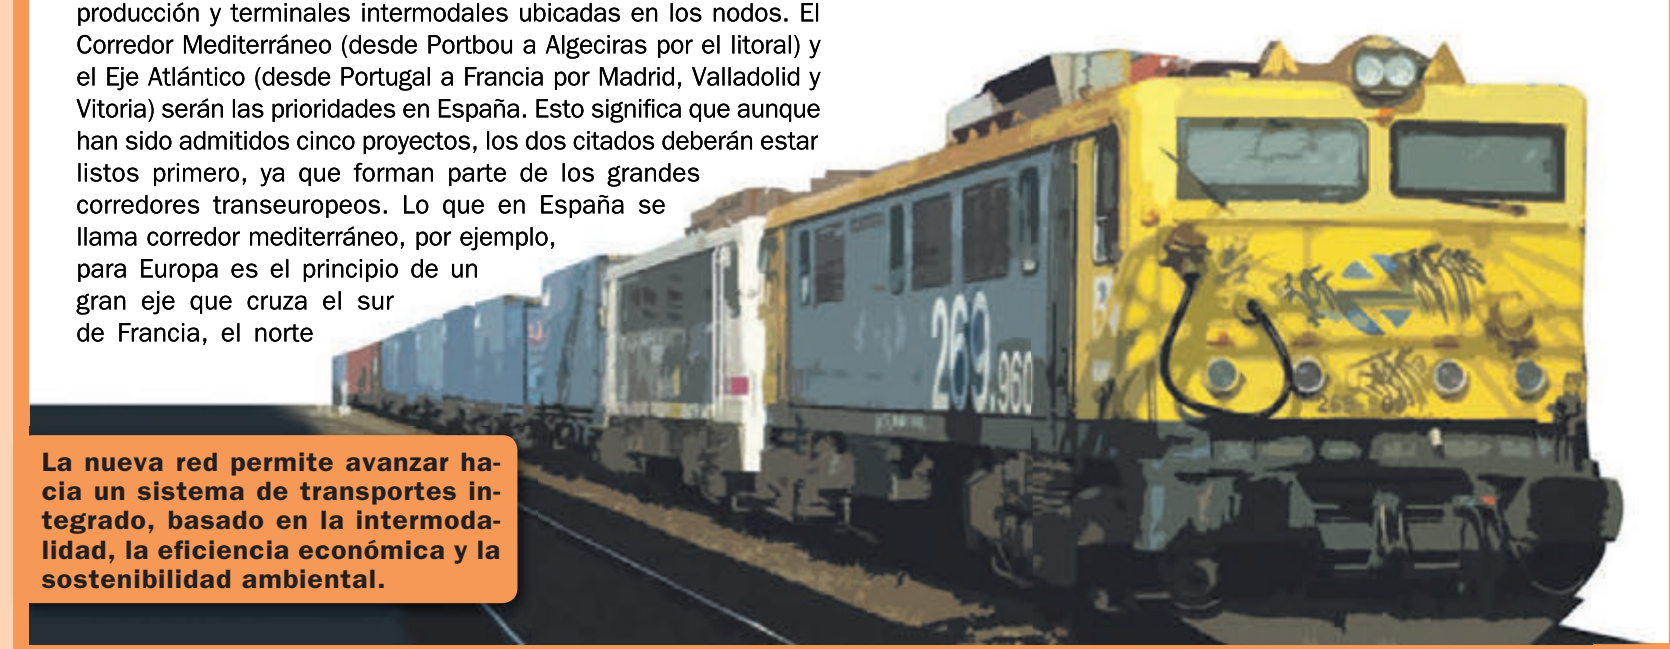 producción y terminales intermodales ubicadas en los nodos. El
Corredor Mediterráneo (desde Portbou a Algeciras por el litoral) y
el Eje Atlántico (desde Portugal a Francia por Madrid, Valladolid y
Vitoria) serán las prioridades en España. Esto significa que aunque
han sido admitidos cinco proyectos, los dos citados deberán estar
listos primero, ya que forman parte de los grandes
corredores transeuropeos. Lo que en España se
llama corredor mediterráneo, por ejemplo,
para Europa es el principio de un
gran eje que cruza el sur
de Francia, el norte
269.960
La nueva red permite avanzar ha-
cia un sistema de transportes in-
tegrado, basado en la intermoda-
lidad, la eficiencia económica y la
sostenibilidad ambiental.